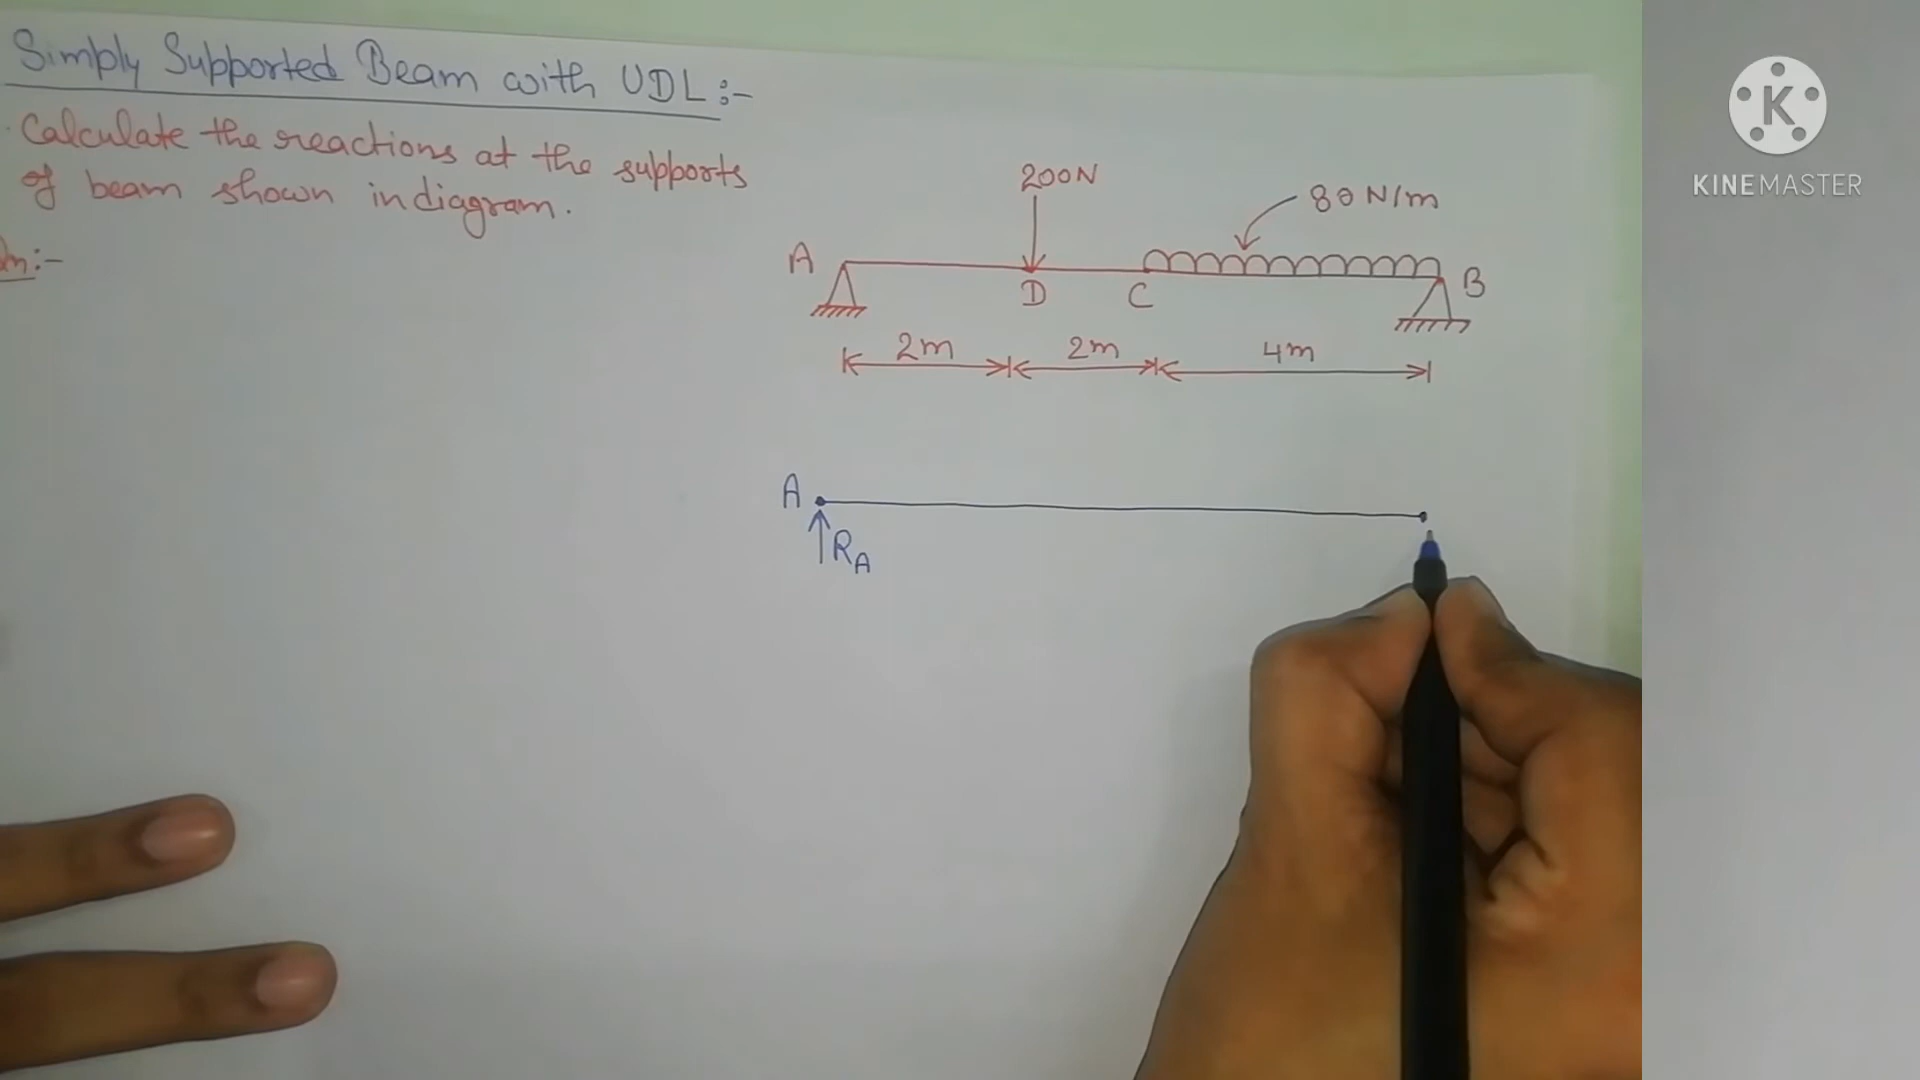 Simply Supported Beam with UDL:-
Calculate the reactions at the supports
of beam shown in diagram.
200N
80 N/m
A
D
C
B
2m
2m
4m
A
RA
K
KINEMASTER